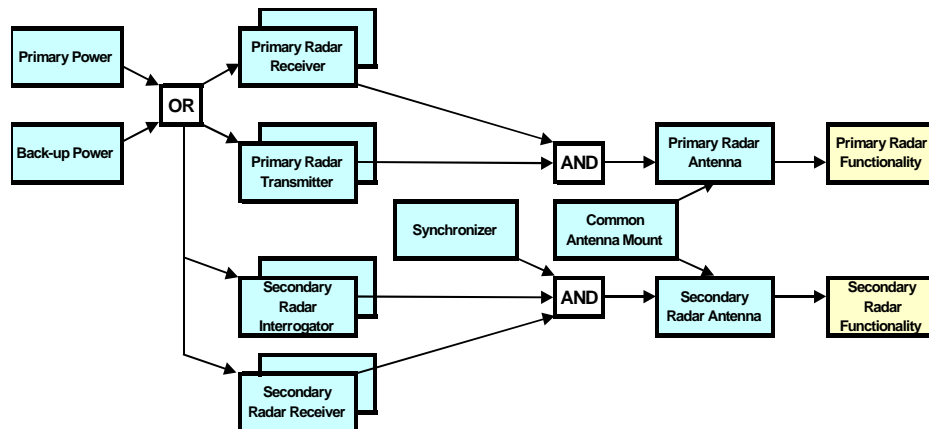 Primary Power
Back-up Power
OR
Primary Radar
Receiver
Primary Radar
Transmitter
Synchronizer
Secondary
Radar
Interrogator
Secondary
Radar Receiver
AND
Common
Antenna Mount
AND
Primary Radar
Antenna
Secondary
Radar Antenna
Primary Radar
Functionality
Secondary
Radar
Functionality